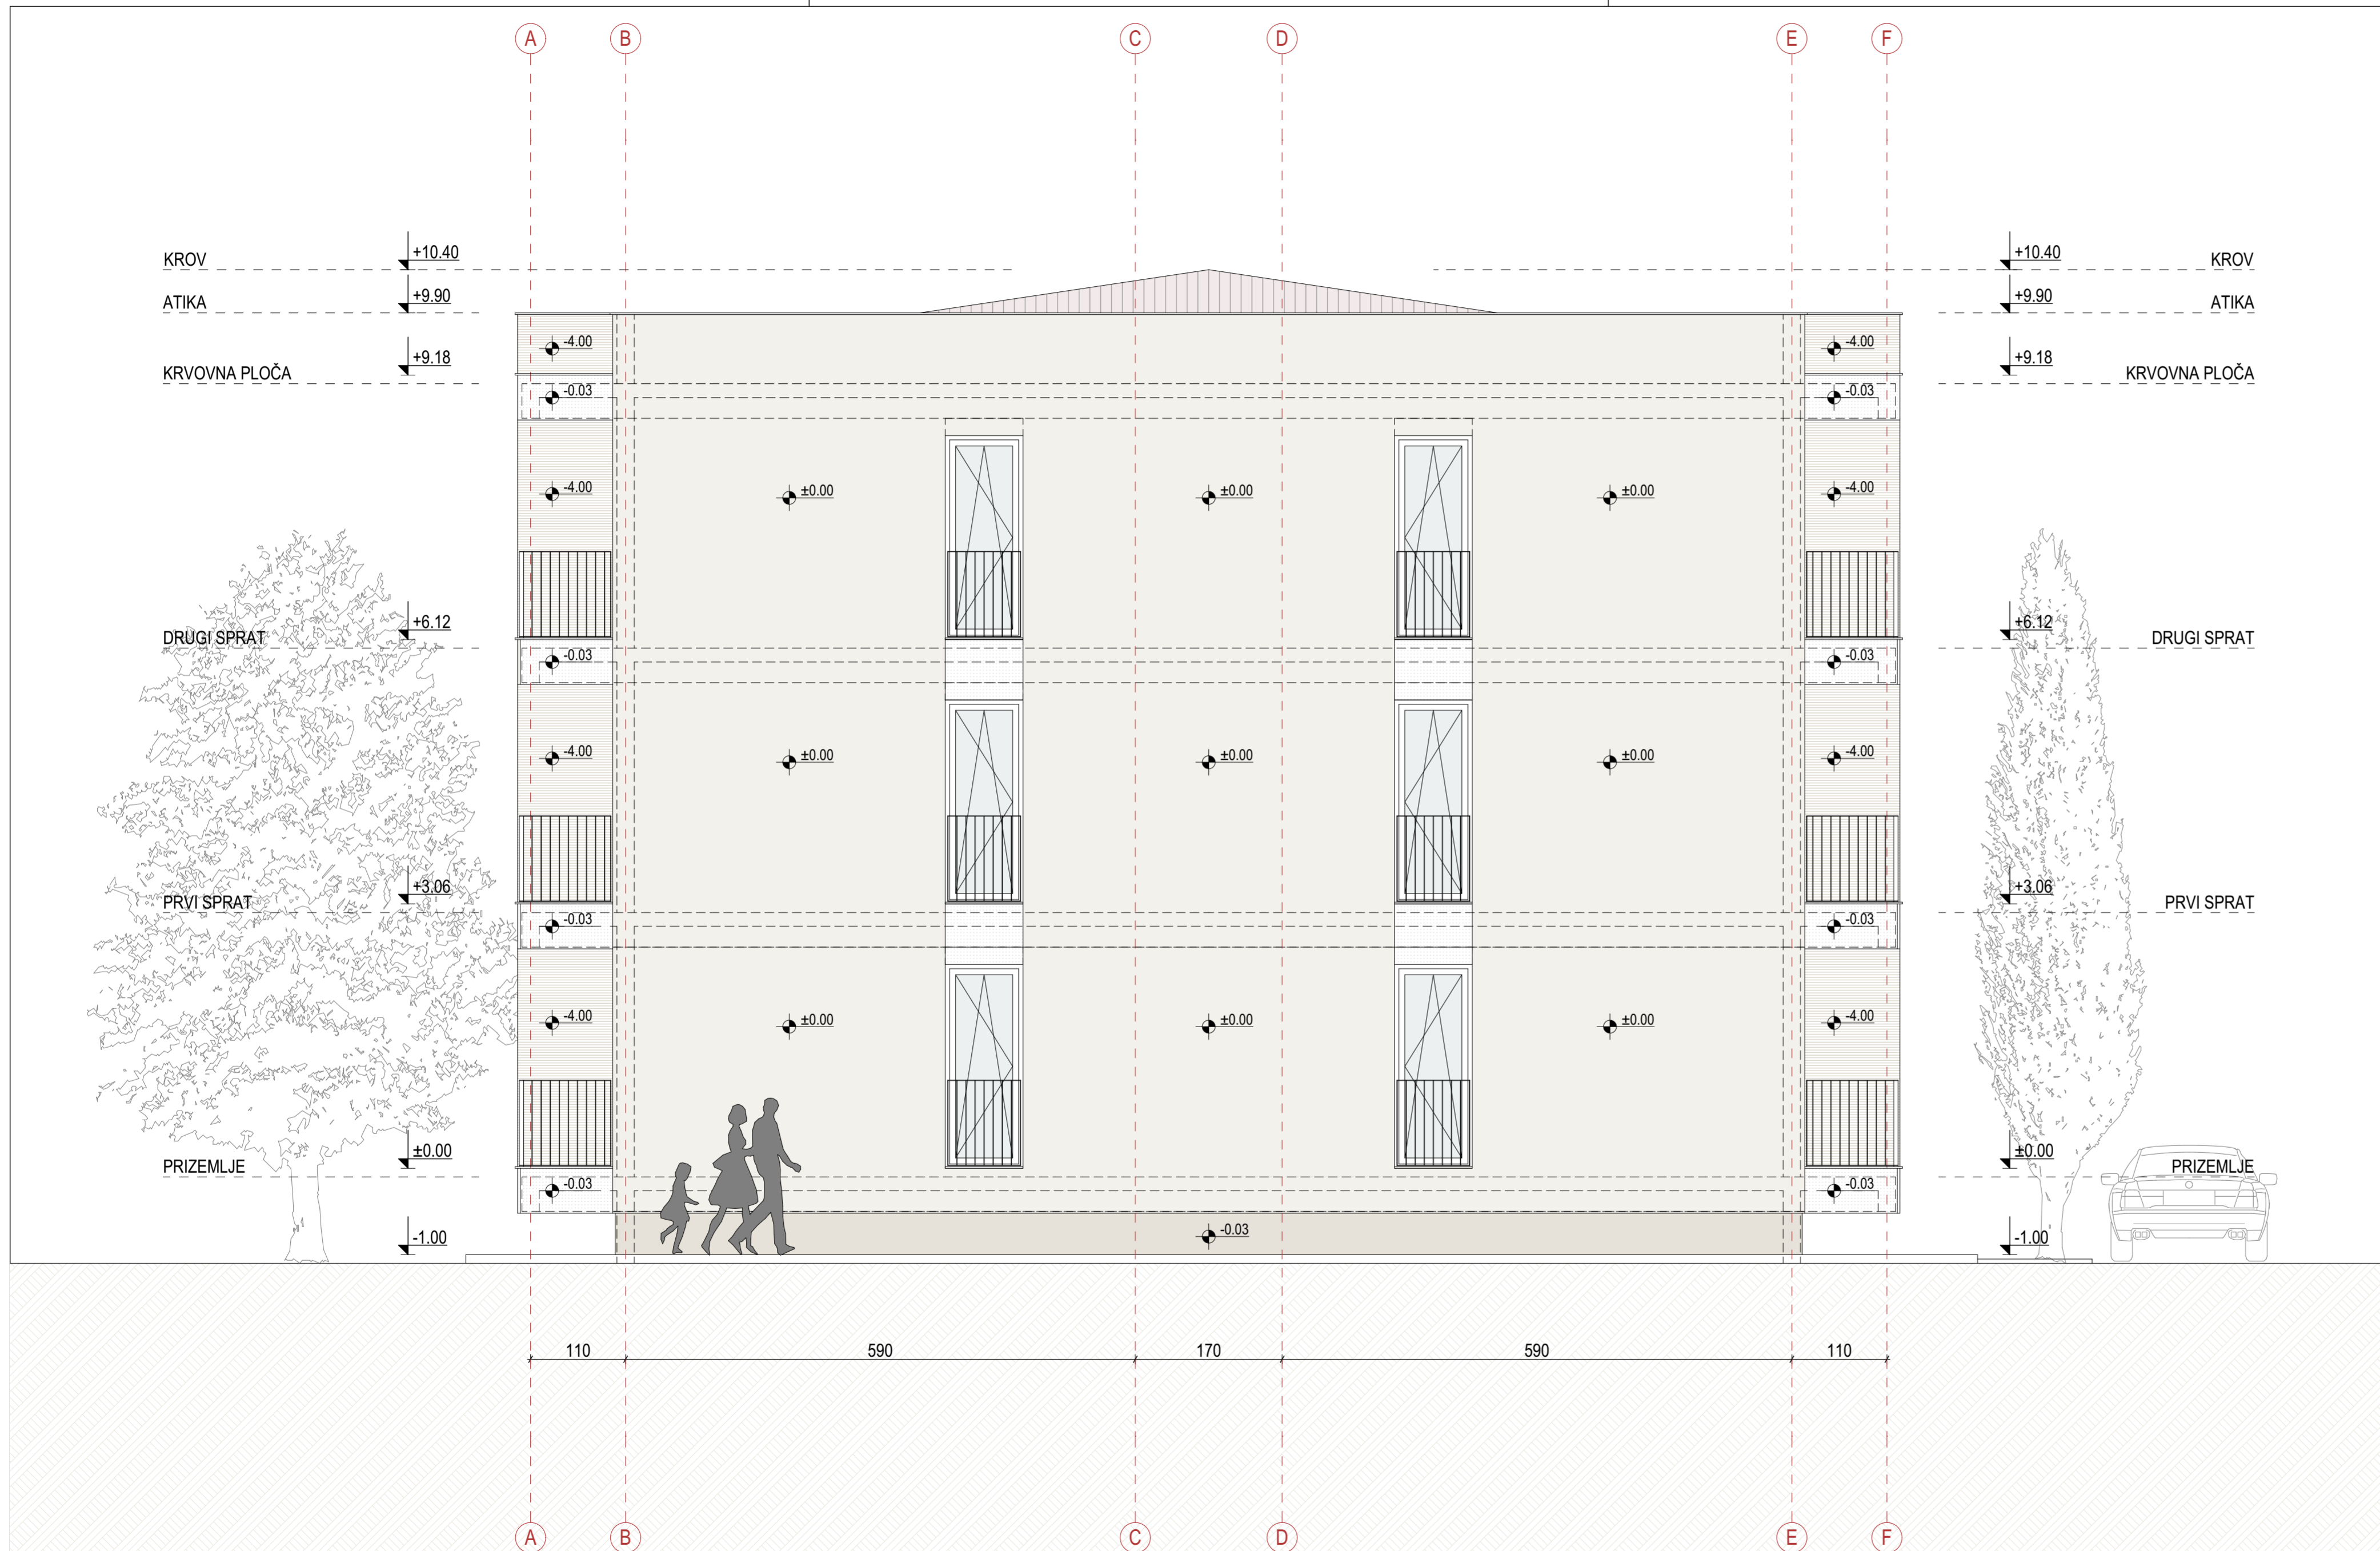 A B C D E F
+10.40 +10.40
KROV KROV
+9.90 +9.90
ATIKA ATIKA
-4.00 -4.00
+9.18 +9.18
KRVOVNA PLOČA KRVOVNA PLOČA
-0.03 -0.03
-4.00 ±0.00 ±0.00 ±0.00 -4.00
+6.12 +6.12
DRUGI SPRAT DRUGI SPRAT
-0.03 -0.03
-4.00 ±0.00 ±0.00 ±0.00 -4.00
+3.06 +3.06
PRVI SPRAT PRVI SPRAT
-0.03 -0.03
-4.00 ±0.00 ±0.00 ±0.00 -4.00
±0.00 ±0.00
PRIZEMLJE PRIZEMLJE
-0.03 -0.03
-1.00 -0.03 -1.00
110 590 170 590 110
A B C D E F